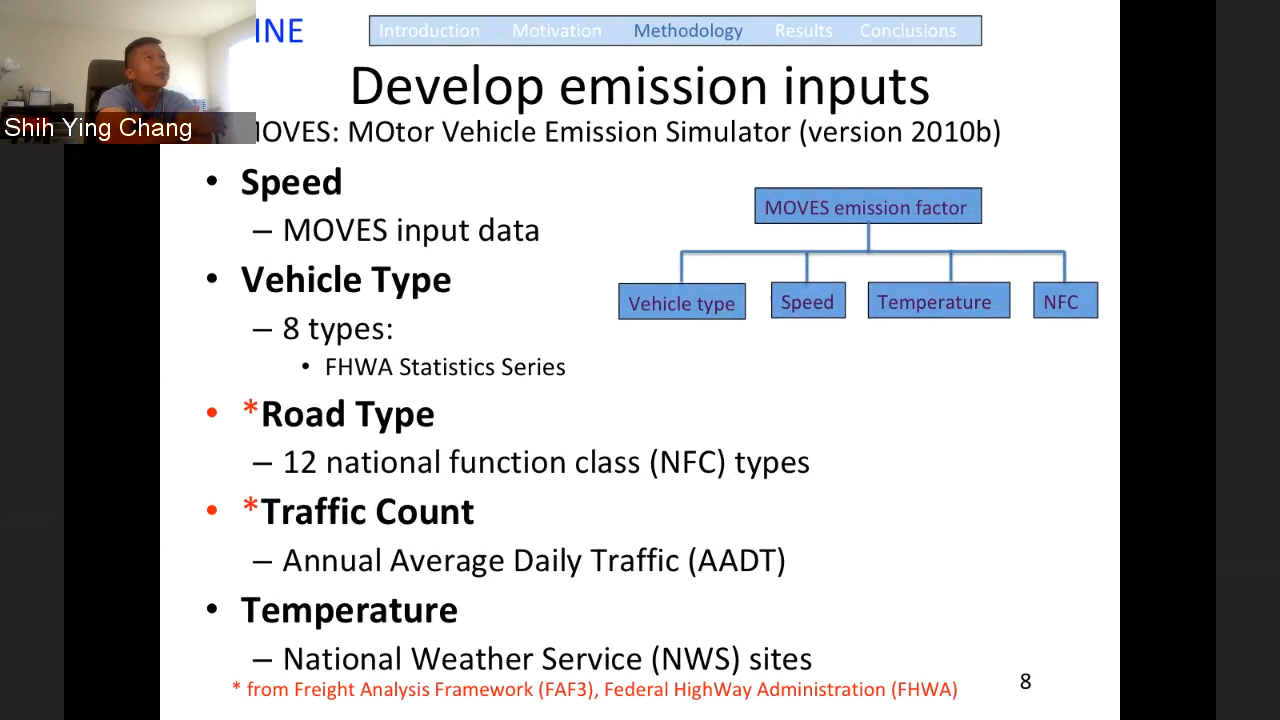 INE
Introduction Motivation Methodology Results Conclusions
Develop emission inputs
Shih Ying Chang
MOVES: MOtor Vehicle Emission Simulator (version 2010b)
• Speed
– MOVES input data
• Vehicle Type
– 8 types:
• FHWA Statistics Series
• *Road Type
– 12 national function class (NFC) types
• *Traffic Count
– Annual Average Daily Traffic (AADT)
• Temperature
– National Weather Service (NWS) sites
MOVES emission factor
Vehicle type Speed Temperature NFC
* from Freight Analysis Framework (FAF3), Federal HighWay Administration (FHWA)
8